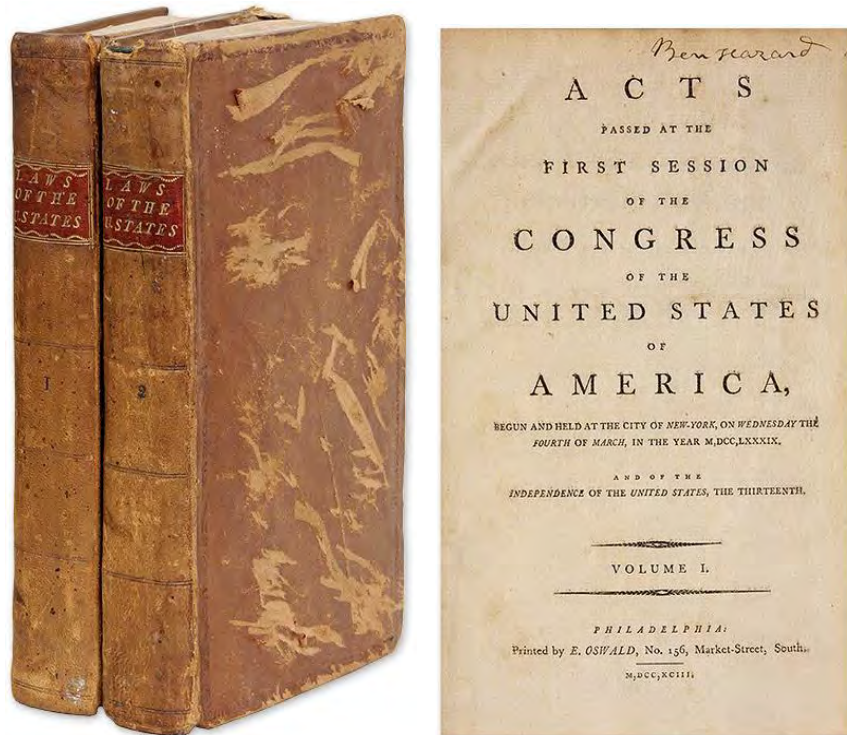 LAWS
OF THE
U.STATES
1
LAWS
OF THE
U.STATES
2
Ben Hazard
ACTS
PASSED AT THE
FIRST SESSION
OF THE
CONGRESS
OF THE
UNITED STATES
OF
AMERICA,
BEGUN AND HELD AT THE CITY OF NEW-YORK, ON WEDNESDAY THE
FOURTH OF MARCH, IN THE YEAR M,DCC,LXXXIX.
AND OF THE
INDEPENDENCE OF THE UNITED STATES, THE THIRTEENTH.
VOLUME I.
PHILADELPHIA:
Printed by E. OSWALD, No. 156, Market-Street, South.
M,DCC,XCIII.